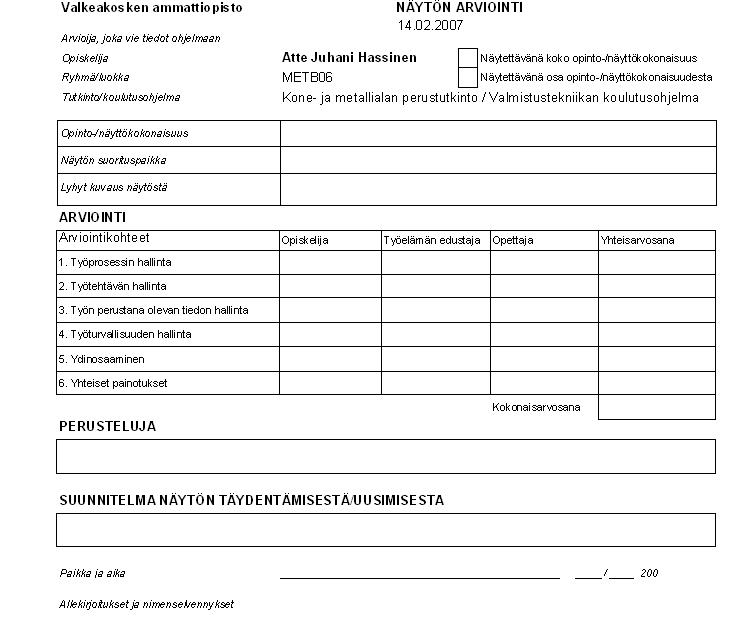 Valkeakosken ammattiopisto NÄYTÖN ARVIOINTI
14.02.2007
Arvioija, joka vie tiedot ohjelmaan
Opiskelija Atte Juhani Hassinen Näytettävänä koko opinto-/näyttökokonaisuus
Ryhmä/luokka METB06 Näytettävänä osa opinto-/näyttökokonaisuudesta
Tutkinto/koulutusohjelma Kone- ja metallialan perustutkinto / Valmistustekniikan koulutusohjelma
Opinto-/näyttökokonaisuus
Näytön suorituspaikka
Lyhyt kuvaus näytöstä
ARVIOINTI
Arviointikohteet Opiskelija Työelämän edustaja Opettaja Yhteisarvosana
1. Työprosessin hallinta
2. Työtehtävän hallinta
3. Työn perustana olevan tiedon hallinta
4. Työturvallisuuden hallinta
5. Ydinosaaminen
6. Yhteiset painotukset
Kokonaisarvosana
PERUSTELUJA
SUUNNITELMA NÄYTÖN TÄYDENTÄMISESTÄ/UUSIMISESTA
Paikka ja aika ____ / ____ 200
Allekirjoitukset ja nimenselvennykset